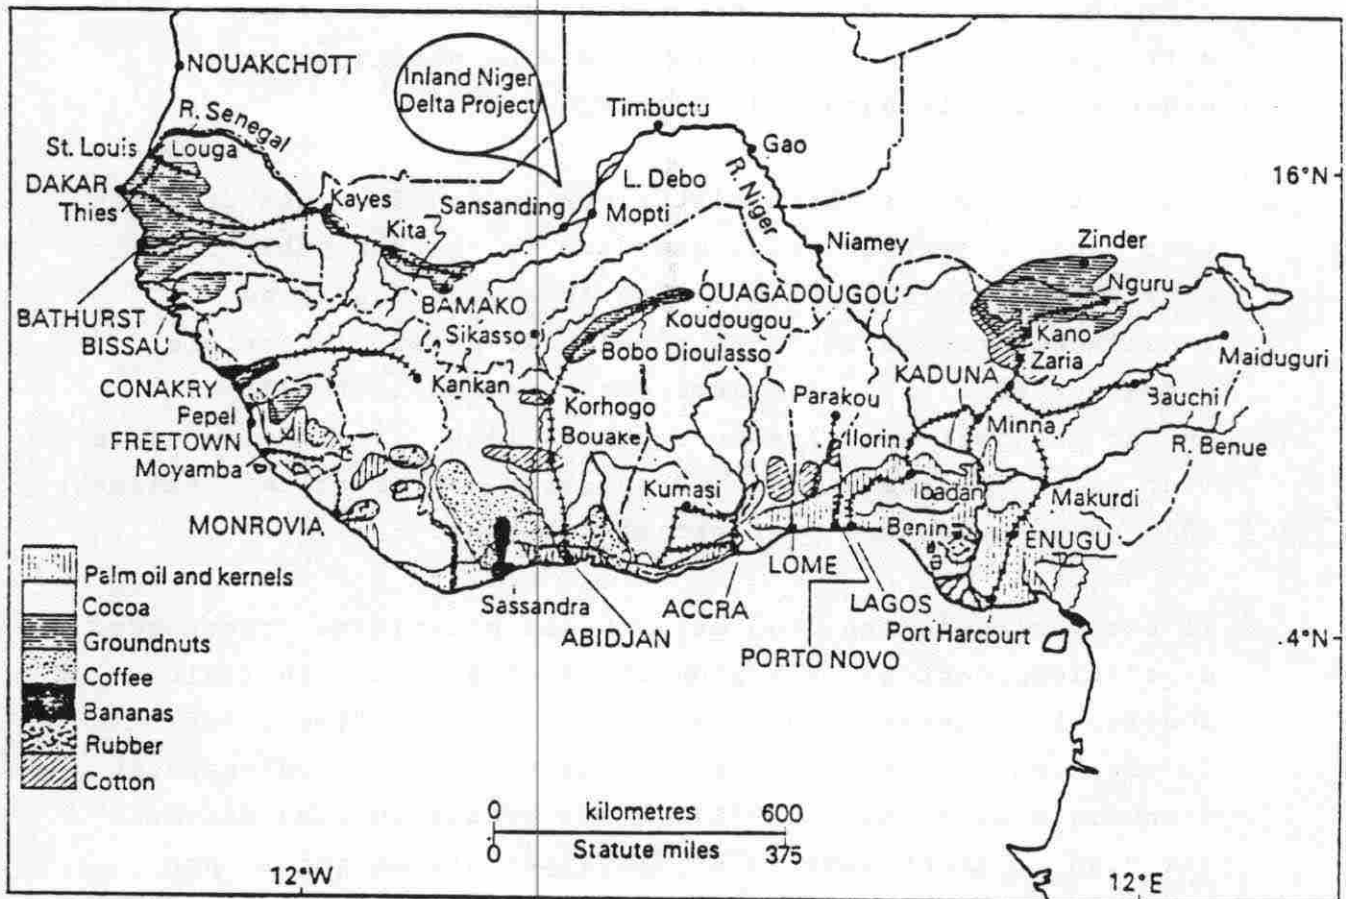 NOUAKCHOTT
Inland Niger
Delta Project
Timbuctu
R. Senegal
St. Louis
Louga
Gao
DAKAR
16°N
Thies
L. Debo
R. Niger
Kayes
Sansanding
Mopti
Kita
Niamey
Zinder
BAMAKO
OUAGADOUGOU
Nguru
BATHURST
Koudougou
BISSAU
Sikasso
Kano
Bobo Dioulasso
Zaria
Maiduguri
CONAKRY
Kankan
KADUNA
Parakou
Bauchi
Pepel
Korhogo
FREETOWN
Bouake
Ilorin
Minna
R. Benue
Moyamba
Kumasi
Ibadan
Makurdi
MONROVIA
Benin
ENUGU
LOME
Palm oil and kernels
Cocoa
Sassandra
ACCRA
LAGOS
Groundnuts
ABIDJAN
Port Harcourt
4°N
PORTO NOVO
Coffee
Bananas
Rubber
Cotton
0 kilometres 600
0 Statute miles 375
12°W
12°E